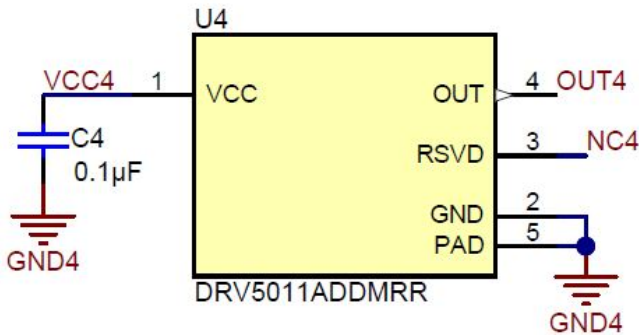 U4
VCC4
1
VCC
OUT
4
OUT4
C4
0.1µF
RSVD
3
NC4
GND
2
PAD
5
GND4
DRV5011ADDMRR
GND4